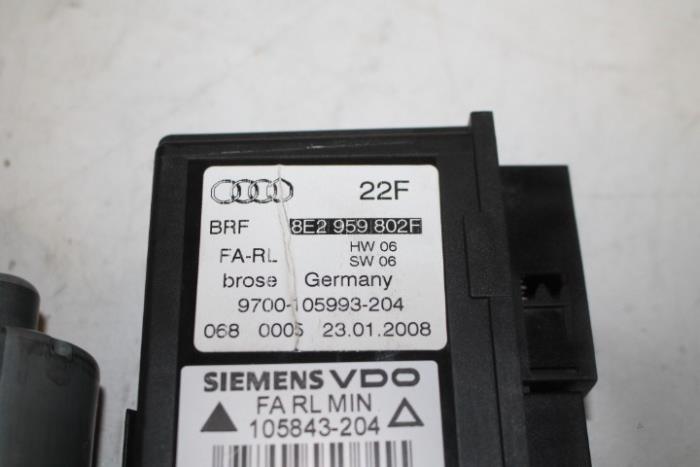 22F
BRF 8E2 959 802F
FA-RL HW 06
SW 06
brose Germany
9700-105993-204
068 0005 23.01.2008
SIEMENS VDO
FA RL MIN
105843-204